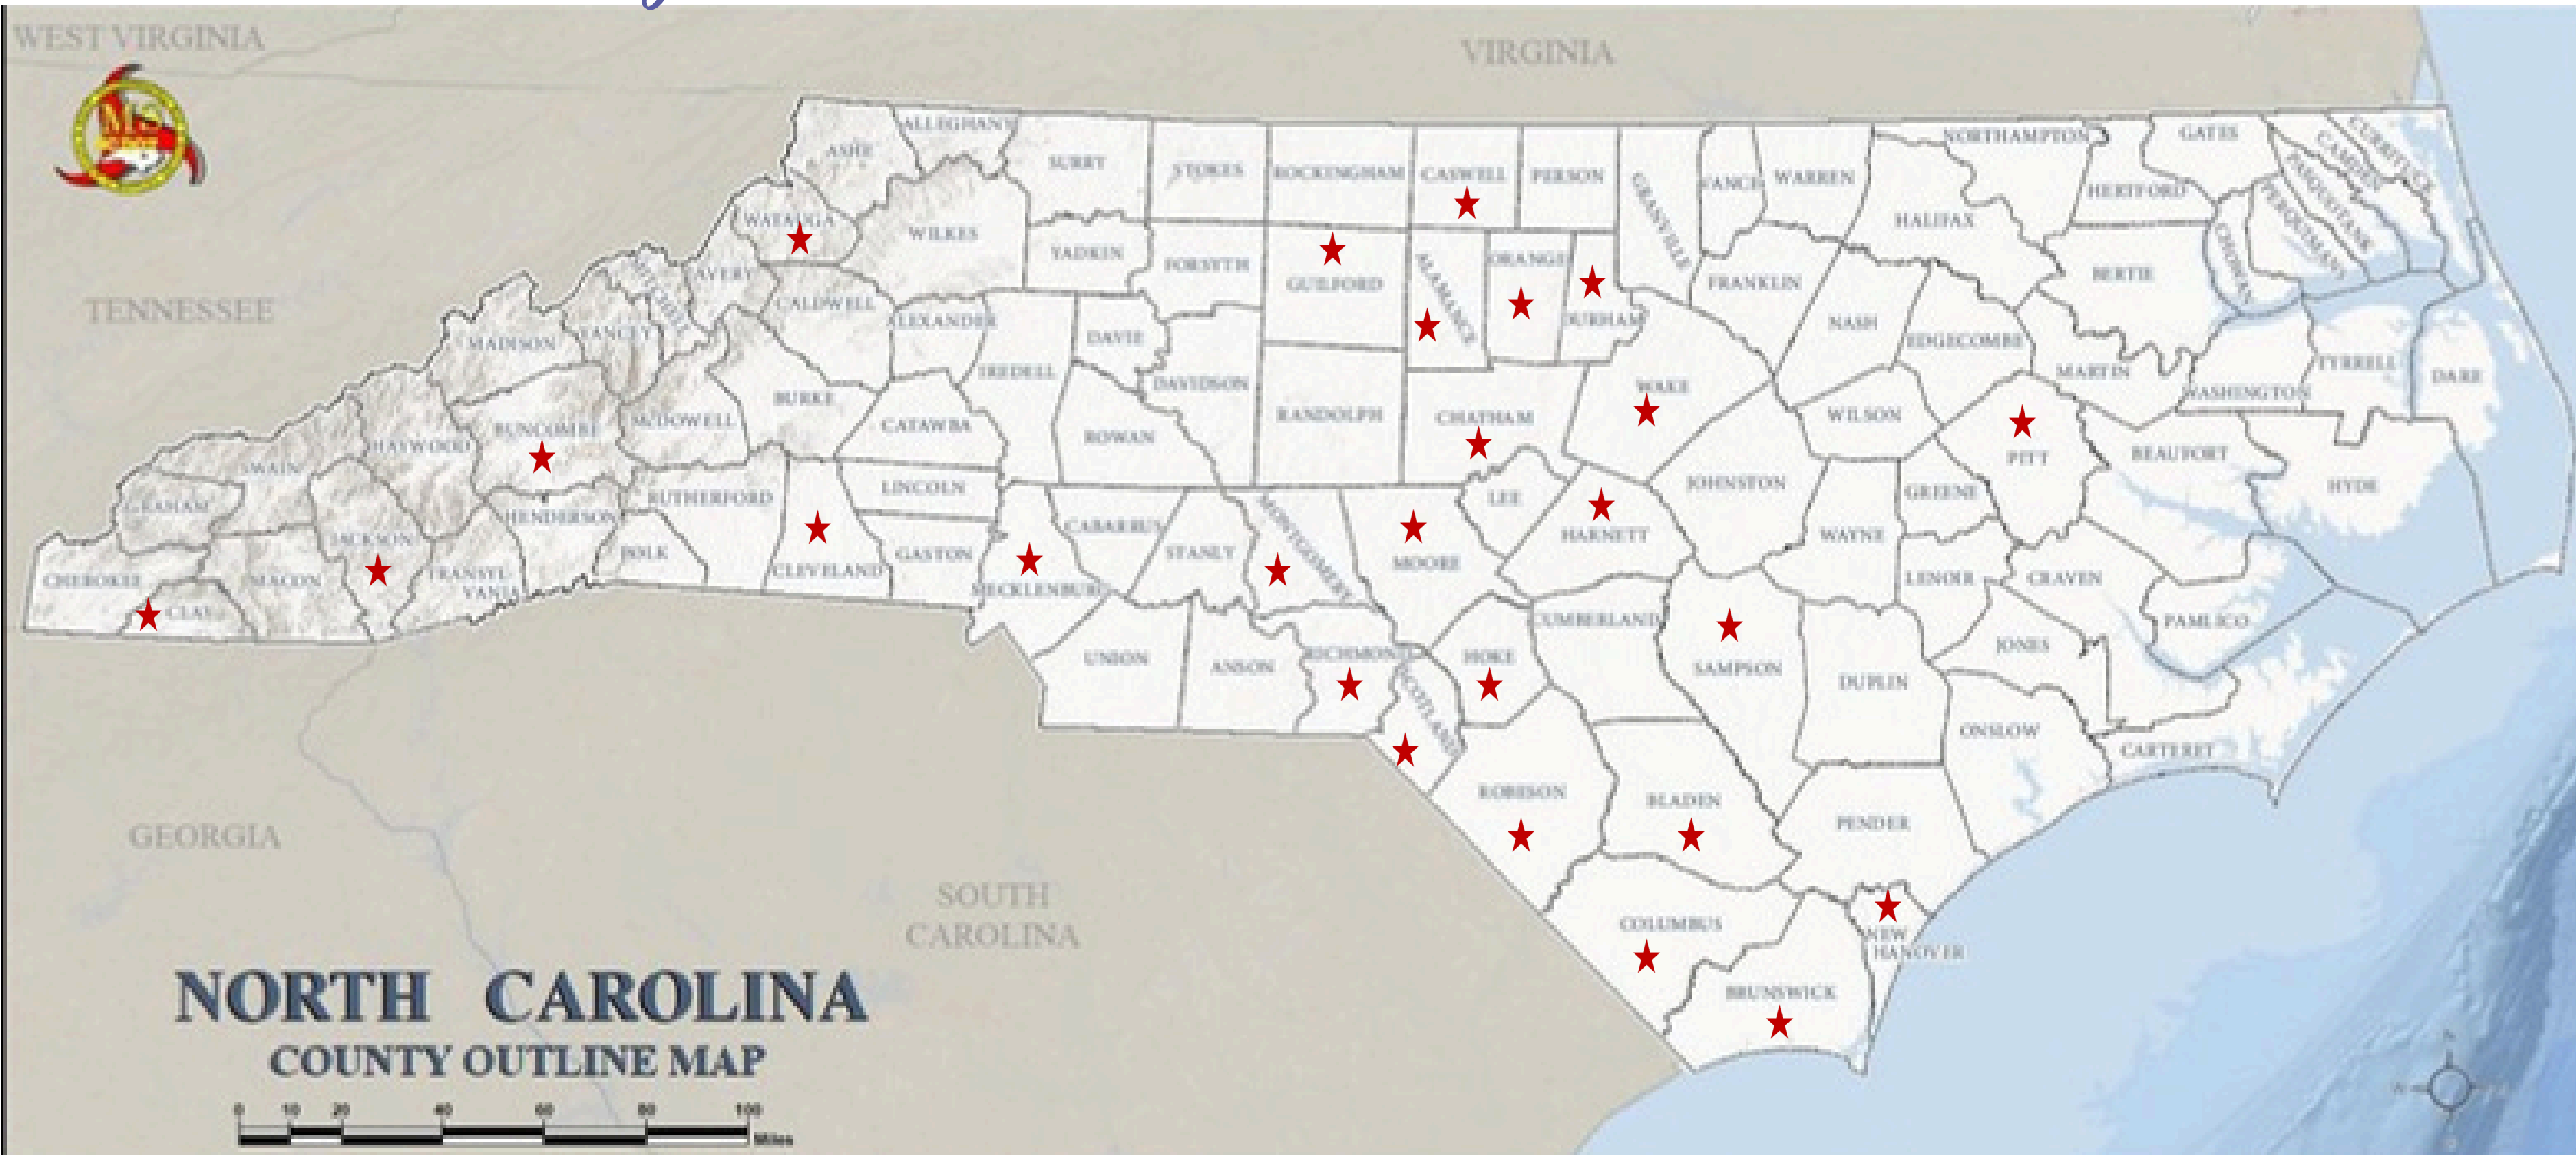 WEST VIRGINIA
VIRGINIA
TENNESSEE
GEORGIA
SOUTH
CAROLINA
ASHE
ALLEGHANY
SURRY
STOKES
ROCKINGHAM
CASWELL
PERSON
GRANVILLE
VANCE
WARREN
NORTHAMPTON
GATES
CURRITUCK
CAMDEN
PASQUOTANK
PERQUIMANS
HERTFORD
HALIFAX
WATAUGA
WILKES
YADKIN
FORSYTH
GUILFORD
ALAMANCE
ORANGE
DURHAM
FRANKLIN
BERTIE
CHOWAN
MITCHELL
AVERY
CALDWELL
ALEXANDER
DAVIE
NASH
EDGECOMBE
MADISON
YANCEY
IREDELL
DAVIDSON
RANDOLPH
CHATHAM
WAKE
WILSON
MARTIN
WASHINGTON
TYRRELL
DARE
HAYWOOD
BUNCOMBE
McDOWELL
BURKE
CATAWBA
ROWAN
PITT
BEAUFORT
HYDE
SWAIN
GRAHAM
JACKSON
HENDERSON
RUTHERFORD
LINCOLN
CABARRUS
STANLY
MONTGOMERY
MOORE
LEE
HARNETT
JOHNSTON
GREENE
WAYNE
CHEROKEE
CLAY
MACON
TRANSYL-
VANIA
POLK
CLEVELAND
GASTON
MECKLENBURG
LENOIR
CRAVEN
PAMLICO
JONES
UNION
ANSON
RICHMOND
SCOTLAND
HOKE
CUMBERLAND
SAMPSON
DUPLIN
ONSLOW
CARTERET
ROBISON
BLADEN
PENDER
COLUMBUS
NEW
HANOVER
BRUNSWICK
NORTH CAROLINA
COUNTY OUTLINE MAP
0 10 20 40 60 80 100
Miles
N
W